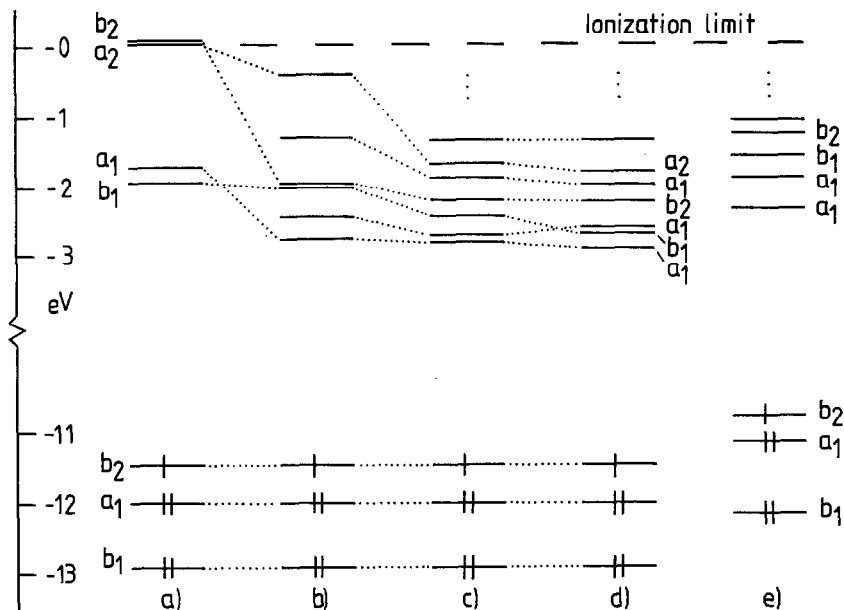 Ionization limit
b2
a2
a1
b1
-0
-1
-2
-3
eV
-11
-12
-13
a2
a1
b2
a1
b1
a1
b2
b1
a1
a1
b2
a1
b1
b2
a1
b1
a) b) c) d) e)